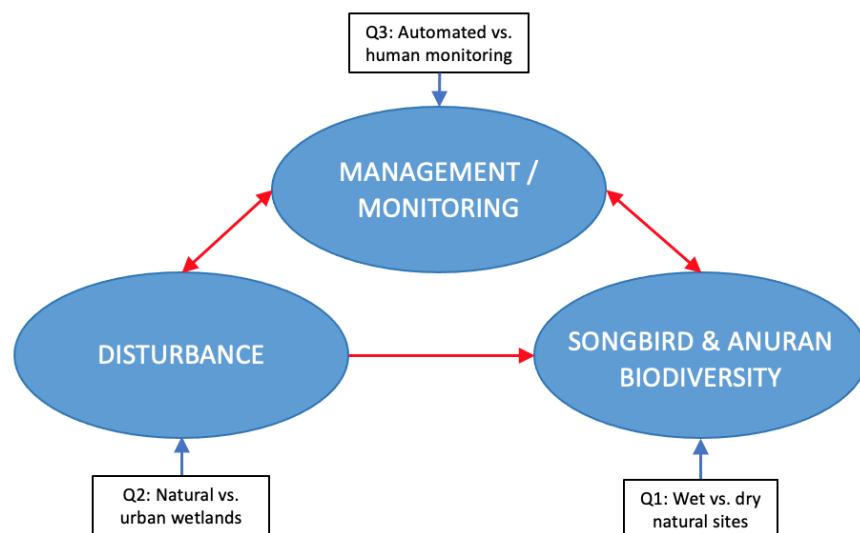 Q3: Automated vs.
human monitoring
MANAGEMENT /
MONITORING
DISTURBANCE
SONGBIRD & ANURAN
BIODIVERSITY
Q2: Natural vs.
urban wetlands
Q1: Wet vs. dry
natural sites